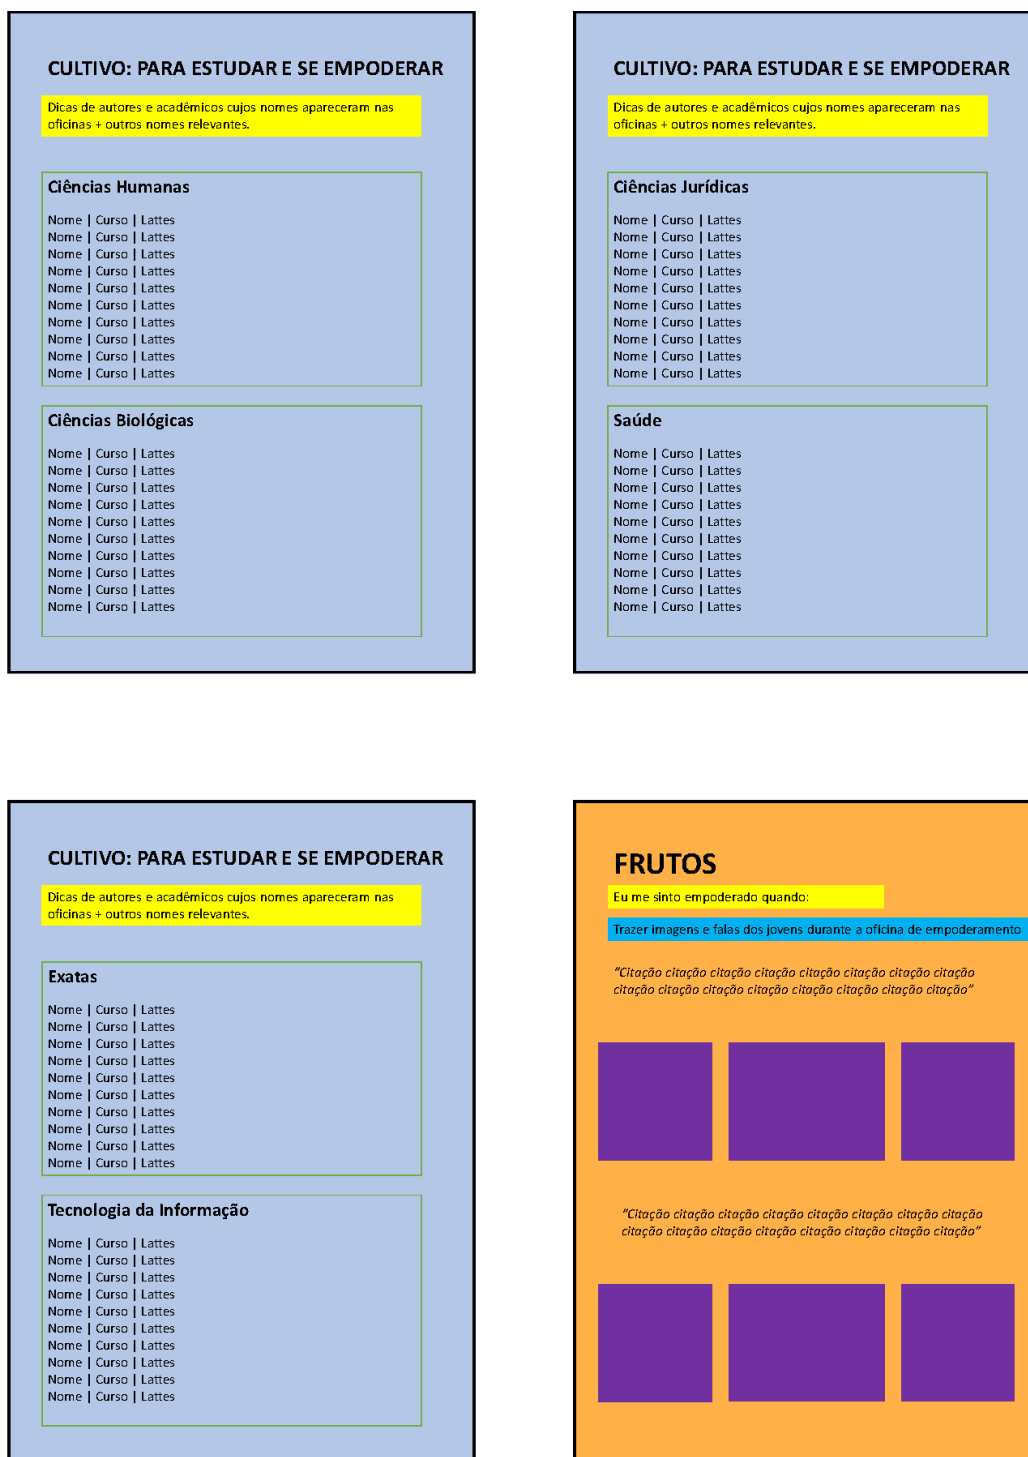 CULTIVO: PARA ESTUDAR E SE EMPODERAR
Dicas de autores e acadêmicos cujos nomes apareceram nas
oficinas + outros nomes relevantes.
Ciências Humanas
Nome | Curso | Lattes
Nome | Curso | Lattes
Nome | Curso | Lattes
Nome | Curso | Lattes
Nome | Curso | Lattes
Nome | Curso | Lattes
Nome | Curso | Lattes
Nome | Curso | Lattes
Nome | Curso | Lattes
Nome | Curso | Lattes
Ciências Biológicas
Nome | Curso | Lattes
Nome | Curso | Lattes
Nome | Curso | Lattes
Nome | Curso | Lattes
Nome | Curso | Lattes
Nome | Curso | Lattes
Nome | Curso | Lattes
Nome | Curso | Lattes
Nome | Curso | Lattes
Nome | Curso | Lattes
CULTIVO: PARA ESTUDAR E SE EMPODERAR
Dicas de autores e acadêmicos cujos nomes apareceram nas
oficinas + outros nomes relevantes.
Ciências Jurídicas
Nome | Curso | Lattes
Nome | Curso | Lattes
Nome | Curso | Lattes
Nome | Curso | Lattes
Nome | Curso | Lattes
Nome | Curso | Lattes
Nome | Curso | Lattes
Nome | Curso | Lattes
Nome | Curso | Lattes
Nome | Curso | Lattes
Saúde
Nome | Curso | Lattes
Nome | Curso | Lattes
Nome | Curso | Lattes
Nome | Curso | Lattes
Nome | Curso | Lattes
Nome | Curso | Lattes
Nome | Curso | Lattes
Nome | Curso | Lattes
Nome | Curso | Lattes
Nome | Curso | Lattes
CULTIVO: PARA ESTUDAR E SE EMPODERAR
Dicas de autores e acadêmicos cujos nomes apareceram nas
oficinas + outros nomes relevantes.
Exatas
Nome | Curso | Lattes
Nome | Curso | Lattes
Nome | Curso | Lattes
Nome | Curso | Lattes
Nome | Curso | Lattes
Nome | Curso | Lattes
Nome | Curso | Lattes
Nome | Curso | Lattes
Nome | Curso | Lattes
Nome | Curso | Lattes
Tecnologia da Informação
Nome | Curso | Lattes
Nome | Curso | Lattes
Nome | Curso | Lattes
Nome | Curso | Lattes
Nome | Curso | Lattes
Nome | Curso | Lattes
Nome | Curso | Lattes
Nome | Curso | Lattes
Nome | Curso | Lattes
Nome | Curso | Lattes
FRUTOS
Eu me sinto empoderado quando:
Trazer imagens e falas dos jovens durante a oficina de empoderamento
"Citação citação citação citação citação citação citação citação
citação citação citação citação citação citação citação citação"
"Citação citação citação citação citação citação citação citação
citação citação citação citação citação citação citação citação"